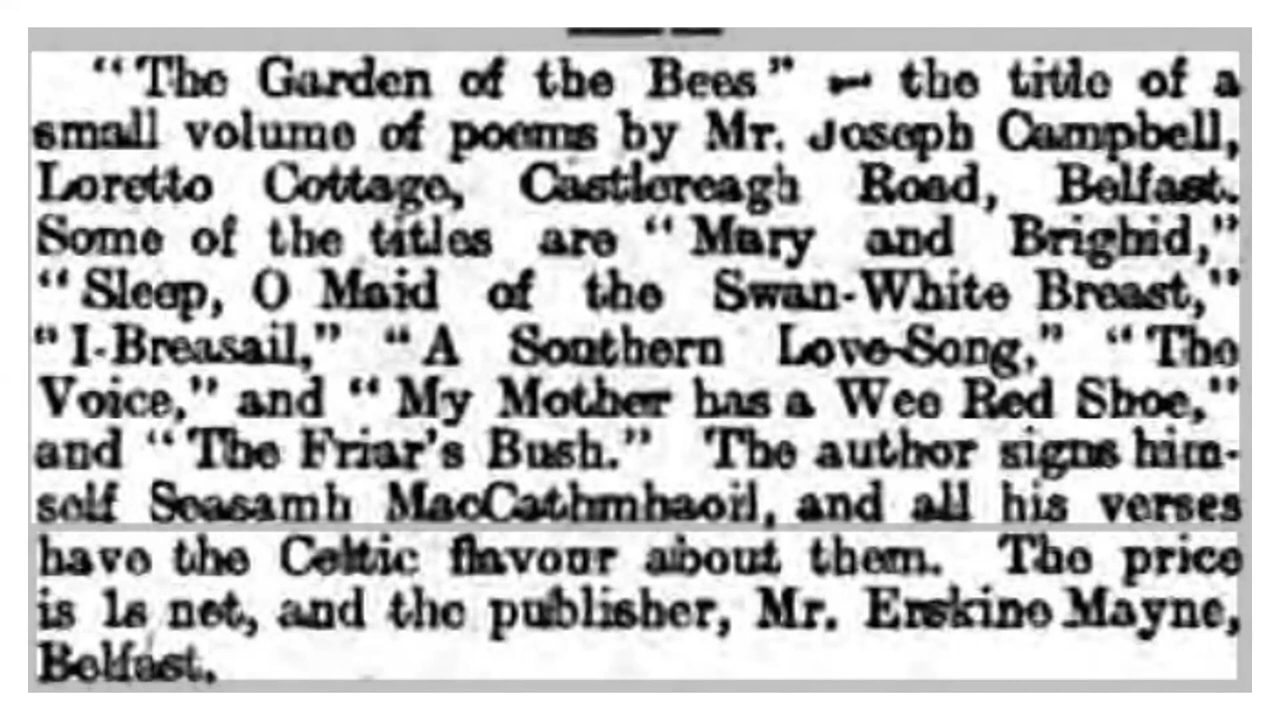 "The Garden of the Bees" — the title of a
small volume of poems by Mr. Joseph Campbell,
Loretto Cottage, Castlereagh Road, Belfast.
Some of the titles are "Mary and Brighid,"
"Sleep, O Maid of the Swan-White Breast,"
"I-Breasail," "A Southern Love-Song," "The
Voice," and "My Mother has a Wee Red Shoe,"
and "The Friar's Bush." The author signs him-
self Seasamh MacCathmhaoil, and all his verses
have the Celtic flavour about them. The price
is 1s net, and the publisher, Mr. Erskine Mayne,
Belfast.